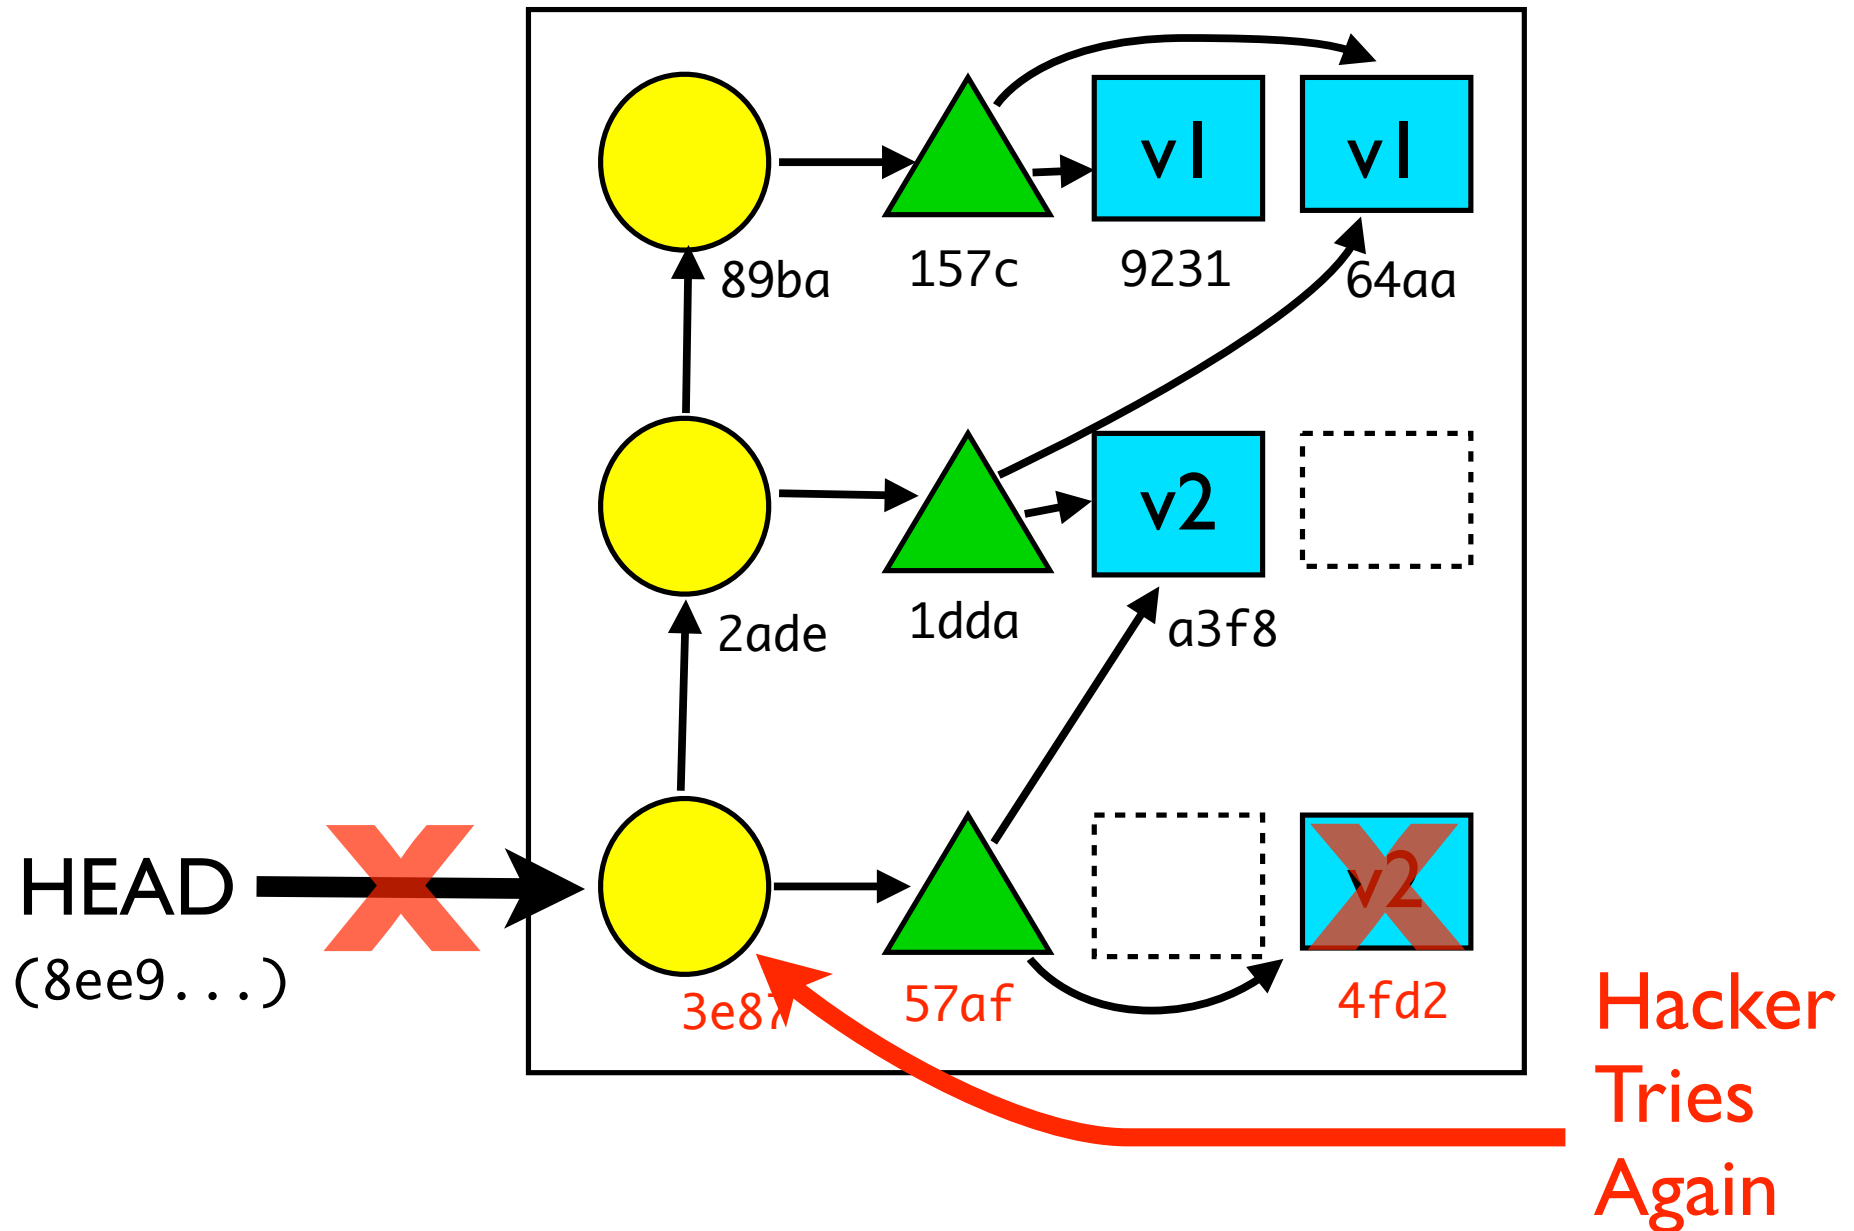 v1 v1
89ba 157c 9231 64aa
v2
2ade 1dda a3f8
HEAD v2
(8ee9...) 3e87 57af 4fd2
Hacker
Tries
Again